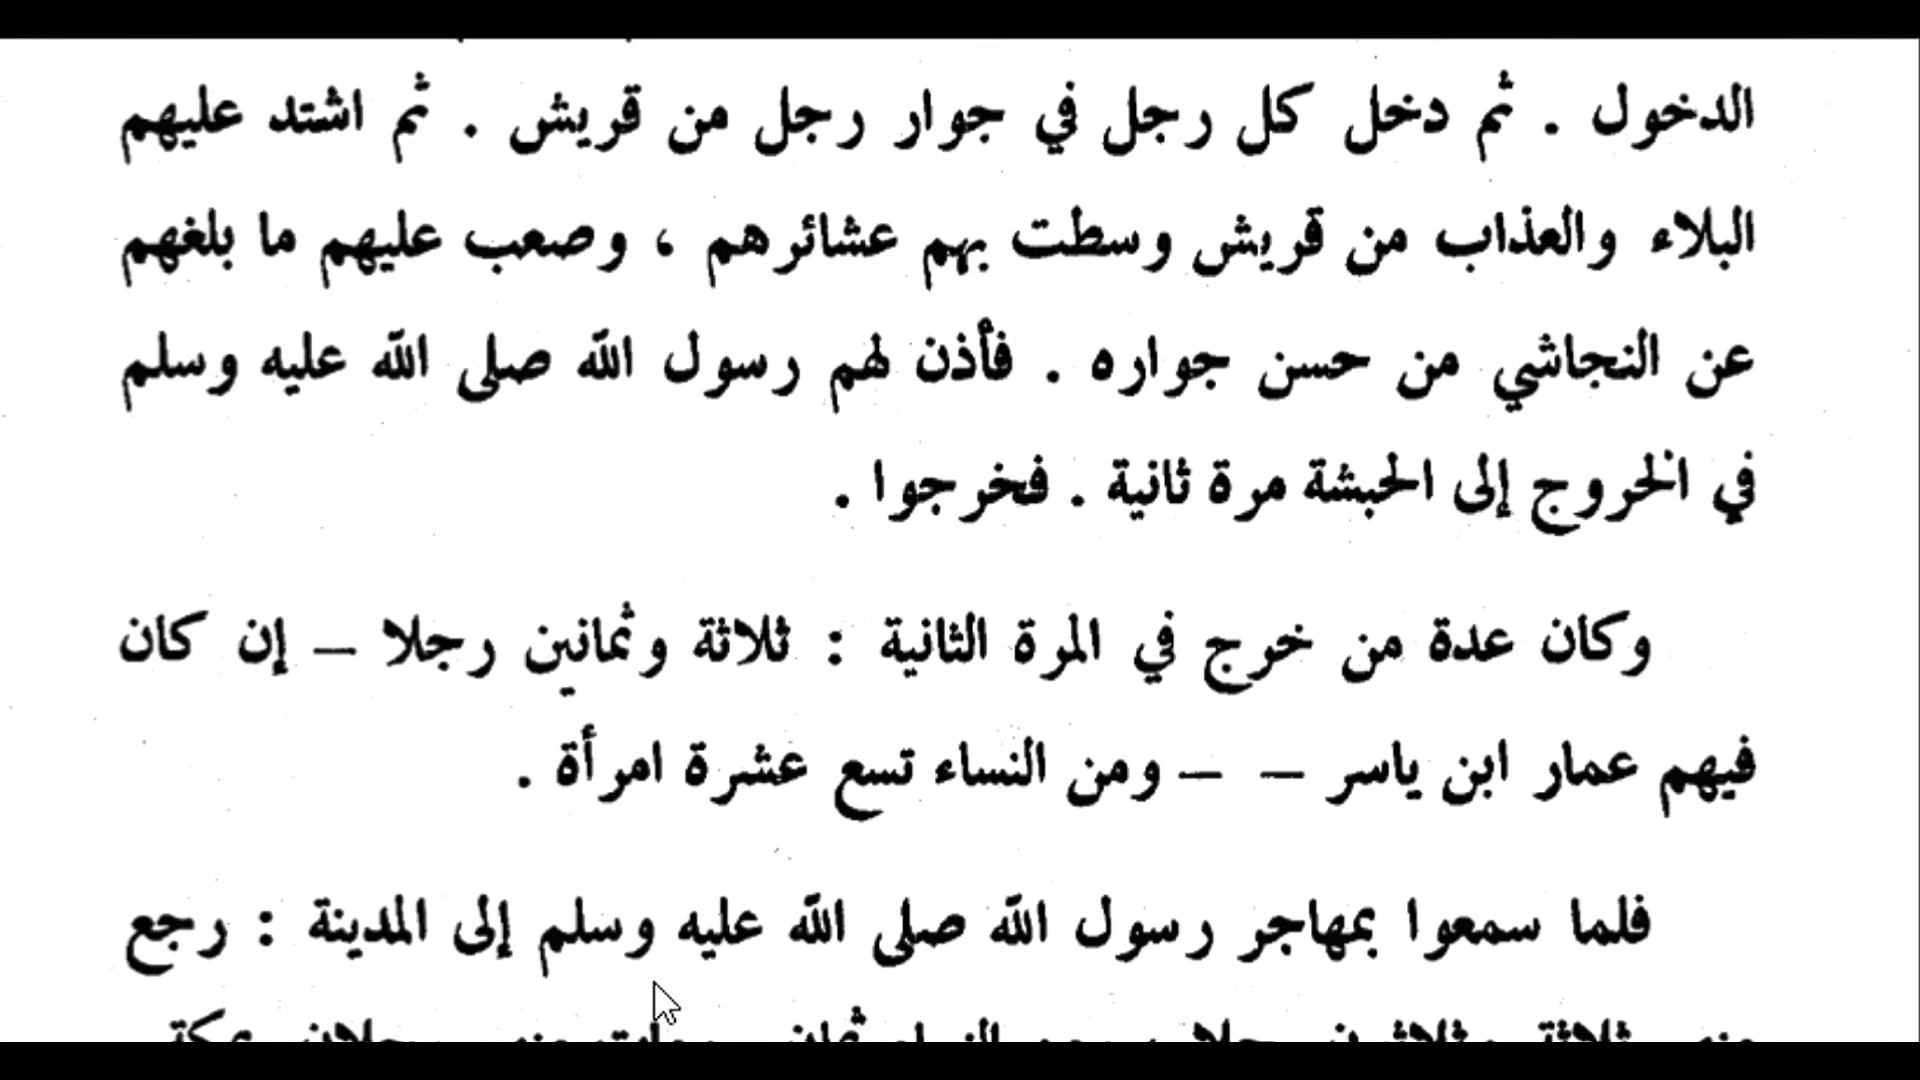 الدخول . ثم دخل كل رجل في جوار رجل من قريش . ثم اشتد عليهم
البلاء والعذاب من قريش وسطت بهم عشائرهم ، وصعب عليهم ما بلغهم
عن النجاشي من حسن جواره . فأذن لهم رسول الله صلى الله عليه وسلم
في الخروج إلى الحبشة مرة ثانية . فخرجوا .
وكان عدة من خرج في المرة الثانية : ثلاثة وثمانين رجلا – إن كان
فيهم عمار ابن ياسر – – ومن النساء تسع عشرة امرأة .
فلما سمعوا بمهاجر رسول الله صلى الله عليه وسلم إلى المدينة : رجع